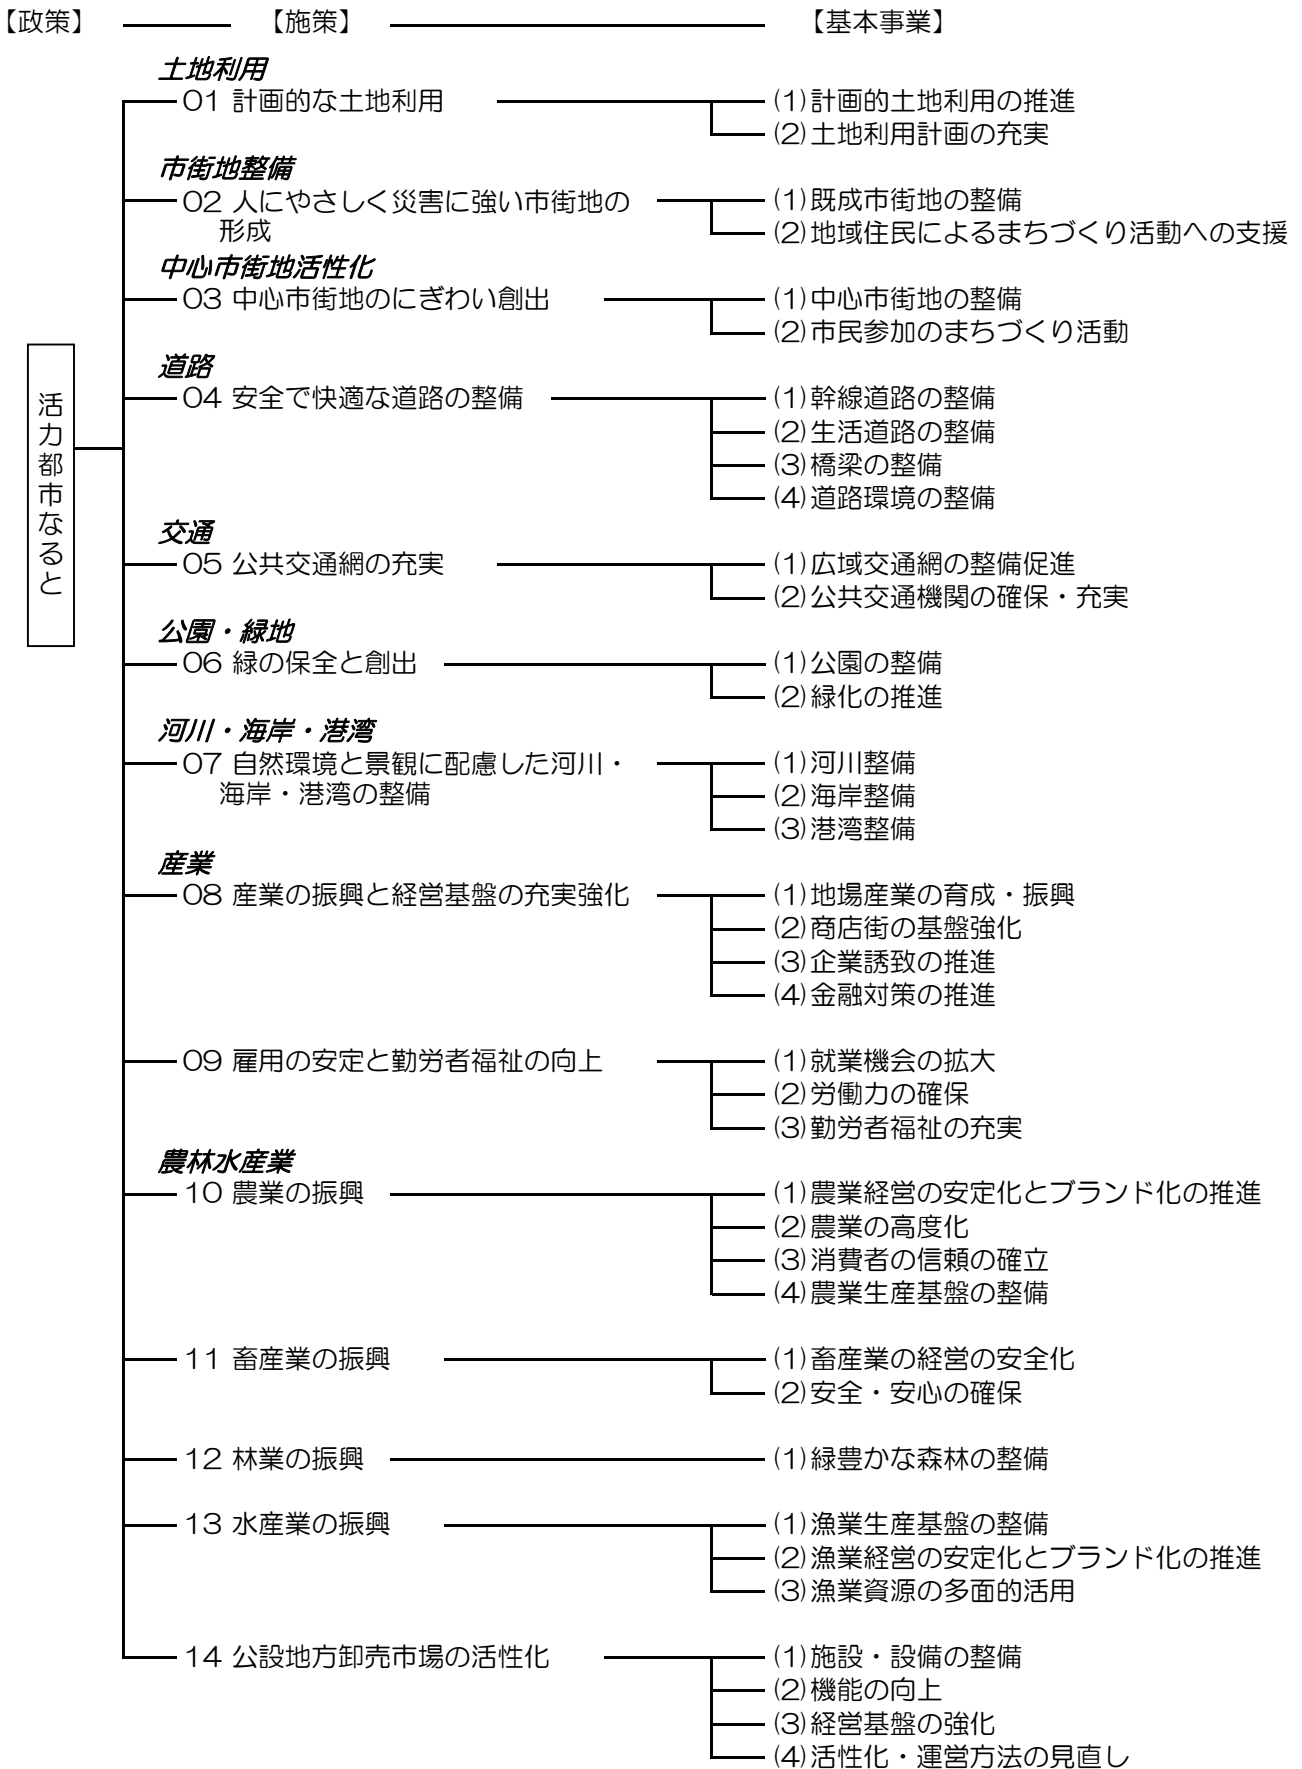 【政策】 【施策】 【基本事業】
土地利用
01 計画的な土地利用 (1)計画的土地利用の推進
(2)土地利用計画の充実
市街地整備
02 人にやさしく災害に強い市街地の (1)既成市街地の整備
形成 (2)地域住民によるまちづくり活動への支援
中心市街地活性化
03 中心市街地のにぎわい創出 (1)中心市街地の整備
(2)市民参加のまちづくり活動
活力都市なると
道路
04 安全で快適な道路の整備 (1)幹線道路の整備
(2)生活道路の整備
(3)橋梁の整備
(4)道路環境の整備
交通
05 公共交通網の充実 (1)広域交通網の整備促進
(2)公共交通機関の確保・充実
公園・緑地
06 緑の保全と創出 (1)公園の整備
(2)緑化の推進
河川・海岸・港湾
07 自然環境と景観に配慮した河川・ (1)河川整備
海岸・港湾の整備 (2)海岸整備
(3)港湾整備
産業
08 産業の振興と経営基盤の充実強化 (1)地場産業の育成・振興
(2)商店街の基盤強化
(3)企業誘致の推進
(4)金融対策の推進
09 雇用の安定と勤労者福祉の向上 (1)就業機会の拡大
(2)労働力の確保
(3)勤労者福祉の充実
農林水産業
10 農業の振興 (1)農業経営の安定化とブランド化の推進
(2)農業の高度化
(3)消費者の信頼の確立
(4)農業生産基盤の整備
11 畜産業の振興 (1)畜産業の経営の安全化
(2)安全・安心の確保
12 林業の振興 (1)緑豊かな森林の整備
13 水産業の振興 (1)漁業生産基盤の整備
(2)漁業経営の安定化とブランド化の推進
(3)漁業資源の多面的活用
14 公設地方卸売市場の活性化 (1)施設・設備の整備
(2)機能の向上
(3)経営基盤の強化
(4)活性化・運営方法の見直し